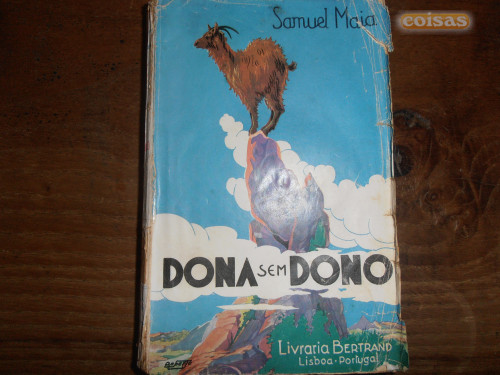 coisas
Samuel Maia
DONA SEM DONO
Livraria BERTRAND
Lisboa • Portugal